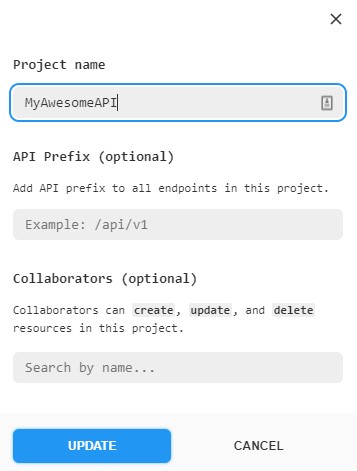 Project name
MyAwesomeAPI
API Prefix (optional)
Add API prefix to all endpoints in this project.
Example: /api/v1
Collaborators (optional)
Collaborators can create, update, and delete
resources in this project.
Search by name...
UPDATE CANCEL